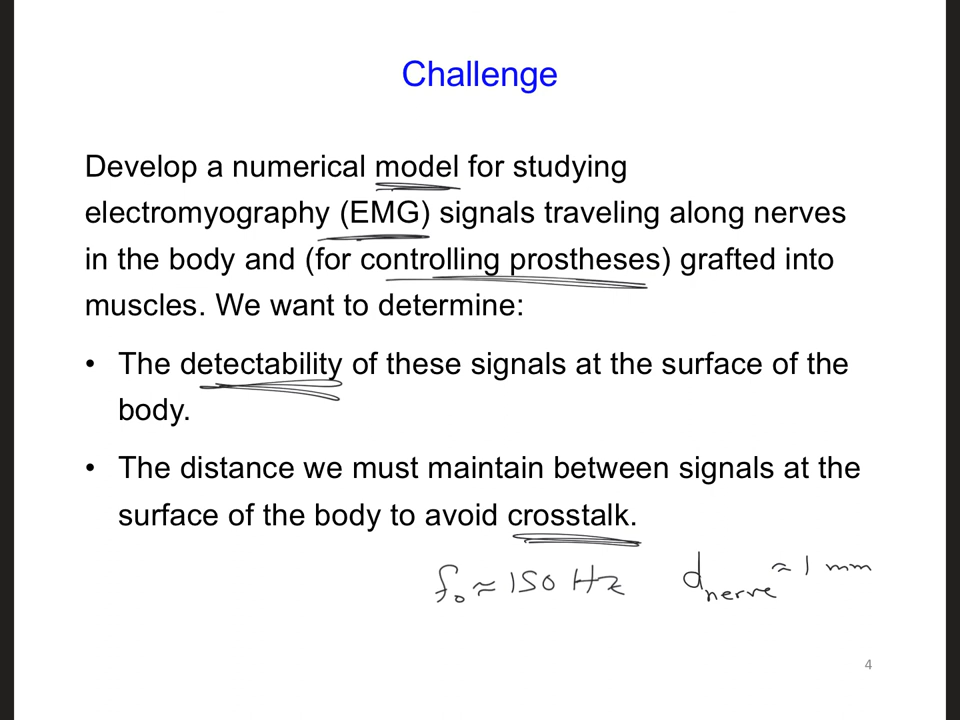 Challenge
Develop a numerical model for studying
electromyography (EMG) signals traveling along nerves
in the body and (for controlling prostheses) grafted into
muscles. We want to determine:
• The detectability of these signals at the surface of the
body.
• The distance we must maintain between signals at the
surface of the body to avoid crosstalk.
f₀ ≈ 150 Hz d nerve ≈ 1 mm
4